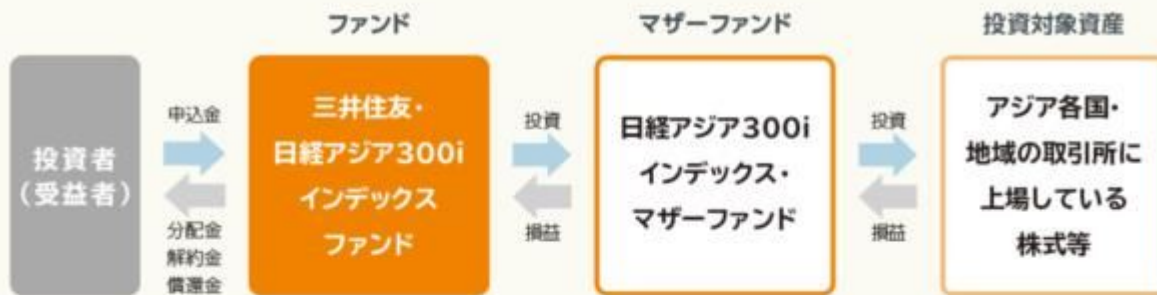 ファンド
マザーファンド
投資対象資産
投資者
(受益者)
申込金
分配金
解約金
償還金
三井住友・
日経アジア300i
インデックス
ファンド
投資
損益
日経アジア300i
インデックス・
マザーファンド
投資
損益
アジア各国・
地域の取引所に
上場している
株式等